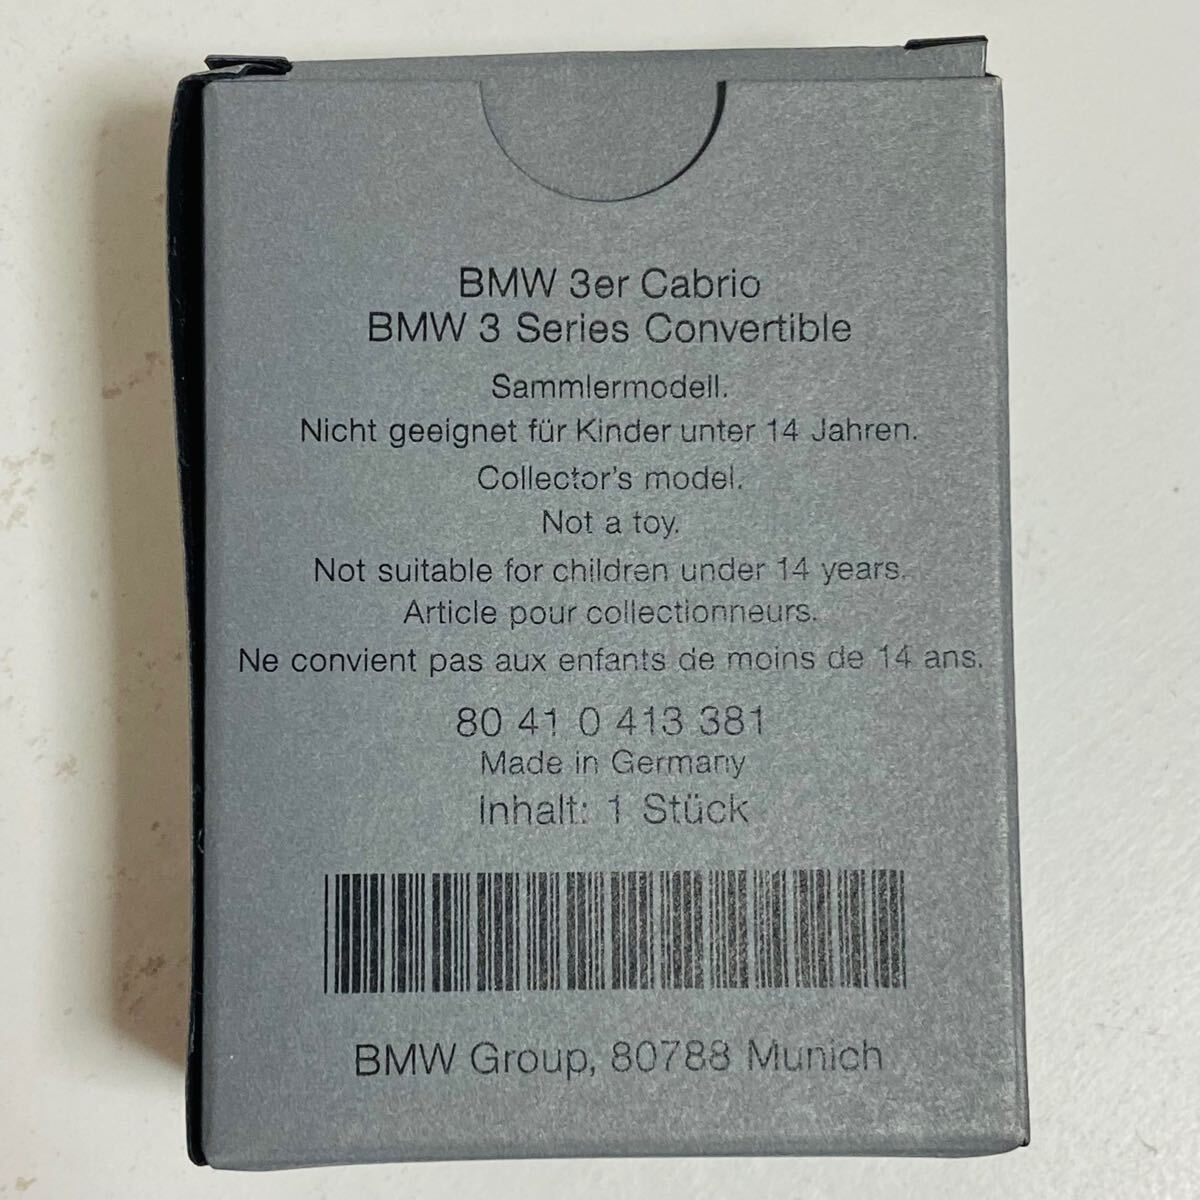 BMW 3er Cabrio
BMW 3 Series Convertible
Sammlermodell.
Nicht geeignet für Kinder unter 14 Jahren.
Collector's model.
Not a toy.
Not suitable for children under 14 years.
Article pour collectionneurs.
Ne convient pas aux enfants de moins de 14 ans.
80 41 0 413 381
Made in Germany
Inhalt: 1 Stück
BMW Group, 80788 Munich